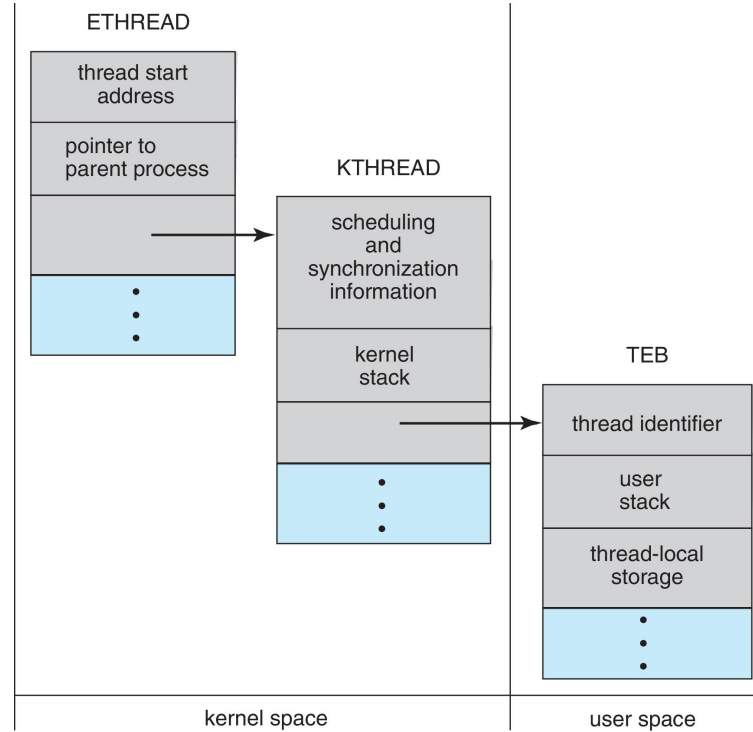 ETHREAD
thread start
address
pointer to
parent process
KTHREAD
scheduling
and
synchronization
information
kernel
stack
TEB
thread identifier
user
stack
thread-local
storage
kernel space
user space